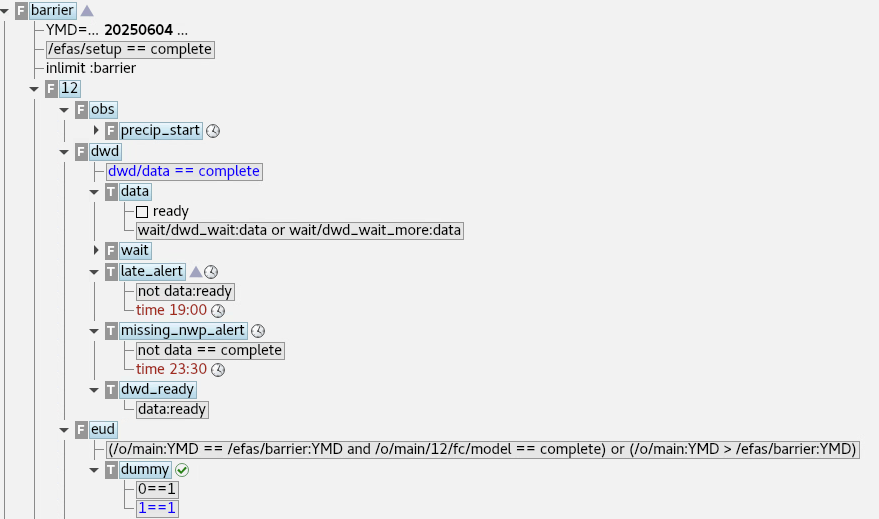 F barrier
YMD=... 20250604 ...
/efas/setup == complete
inlimit :barrier
F 12
F obs
F precip_start
F dwd
dwd/data == complete
T data
ready
wait/dwd_wait:data or wait/dwd_wait_more:data
F wait
T late_alert
not data:ready
time 19:00
T missing_nwp_alert
not data == complete
time 23:30
T dwd_ready
data:ready
F eud
(/o/main:YMD == /efas/barrier:YMD and /o/main/12/fc/model == complete) or (/o/main:YMD > /efas/barrier:YMD)
T dummy
0==1
1==1